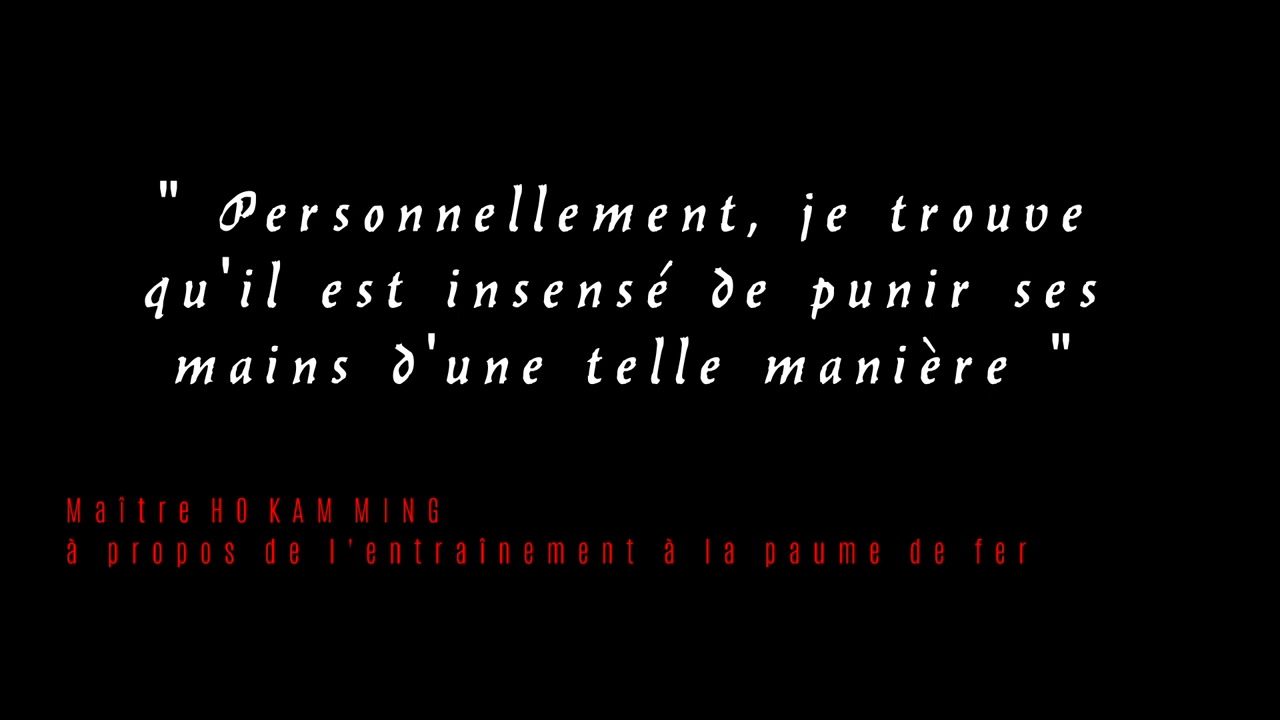 " Personnellement, je trouve
qu'il est insensé de punir ses
mains d'une telle manière "
Maître HO KAM MING
à propos de l'entraînement à la paume de fer